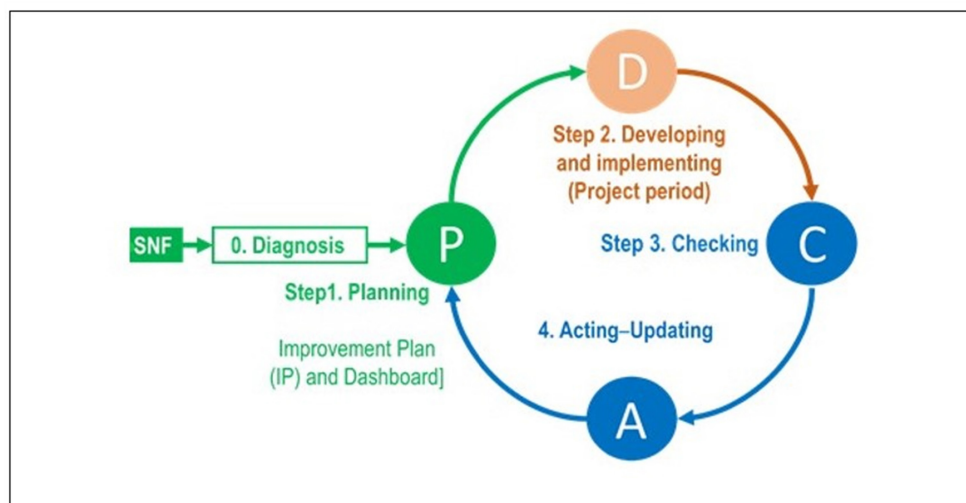 D
Step 2. Developing
and implementing
(Project period)
SNF
0. Diagnosis
P
Step 3. Checking
C
Step1. Planning
4. Acting–Updating
Improvement Plan
(IP) and Dashboard]
A